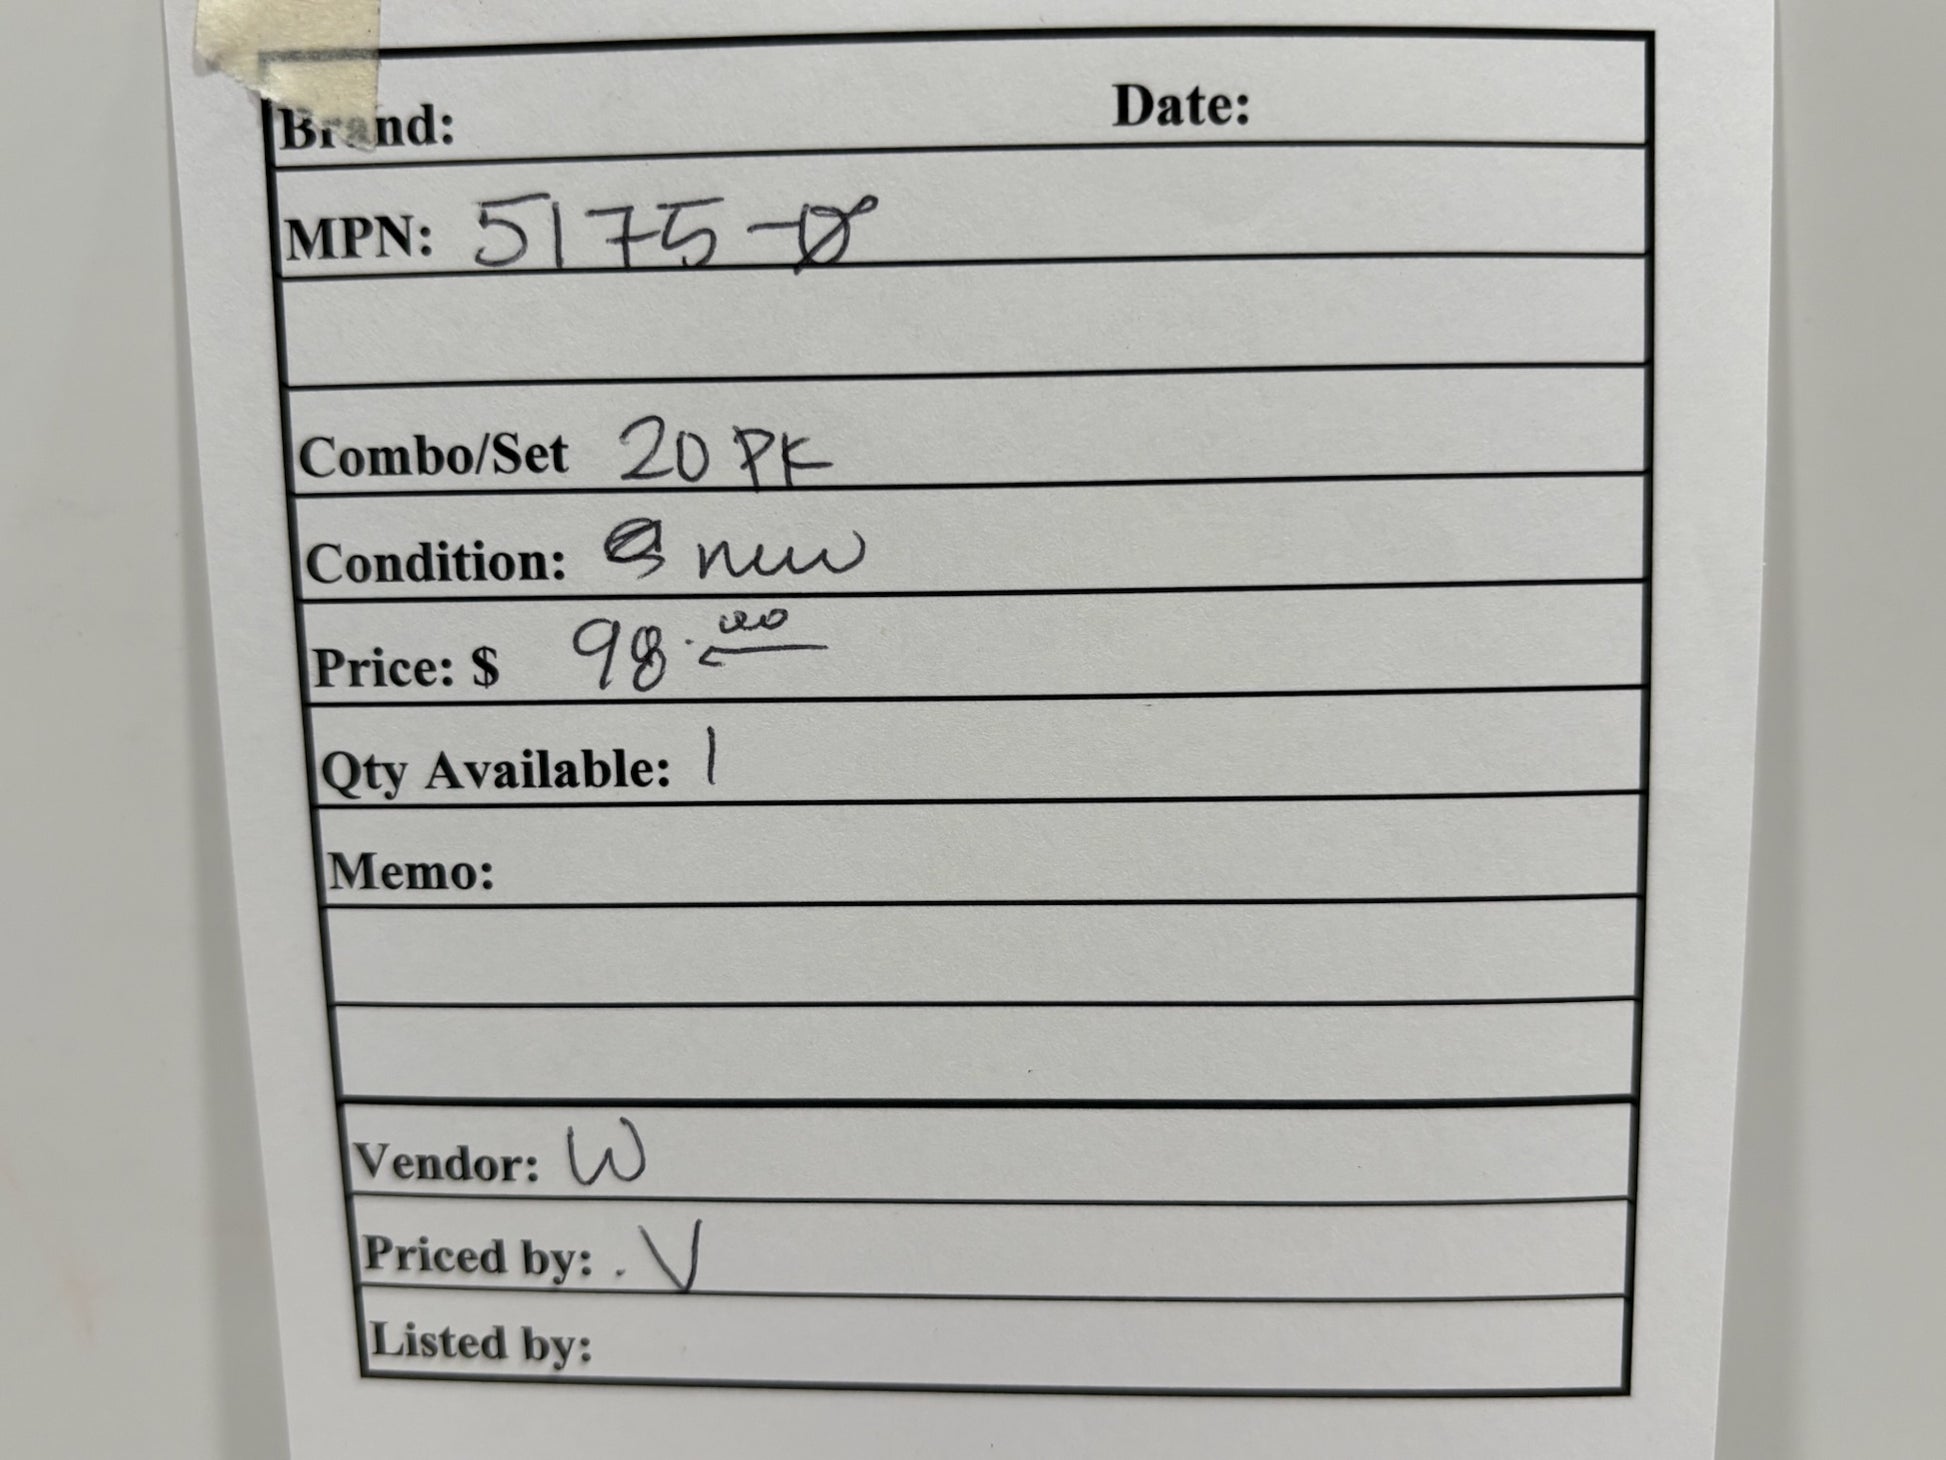 Brand: Date:
MPN: 5175-0
Combo/Set 20 PK
Condition: new
Price: $ 98.00
Qty Available: 1
Memo:
Vendor: W
Priced by: . V
Listed by: